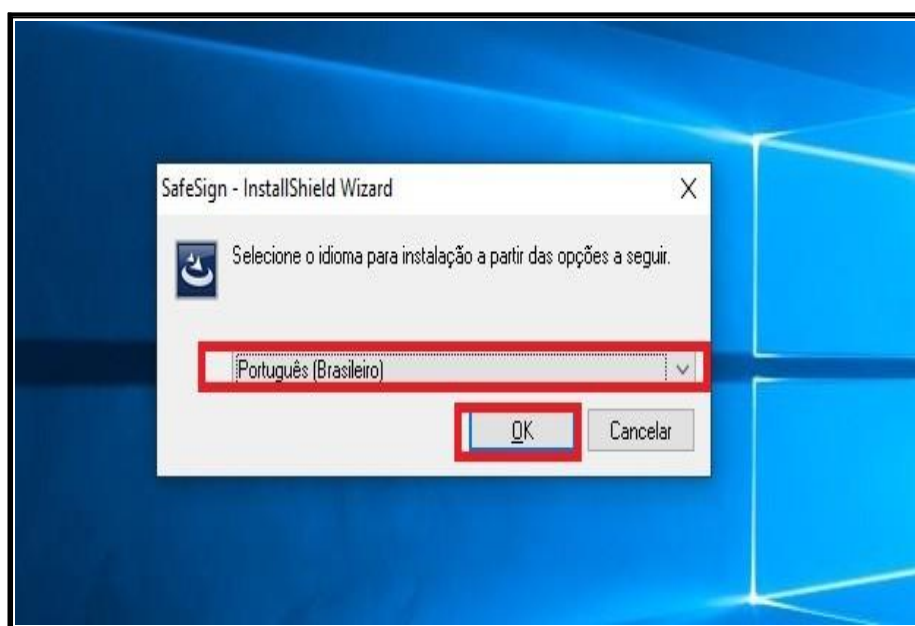 SafeSign - InstallShield Wizard
Selecione o idioma para instalação a partir das opções a seguir.
Português (Brasileiro)
OK
Cancelar